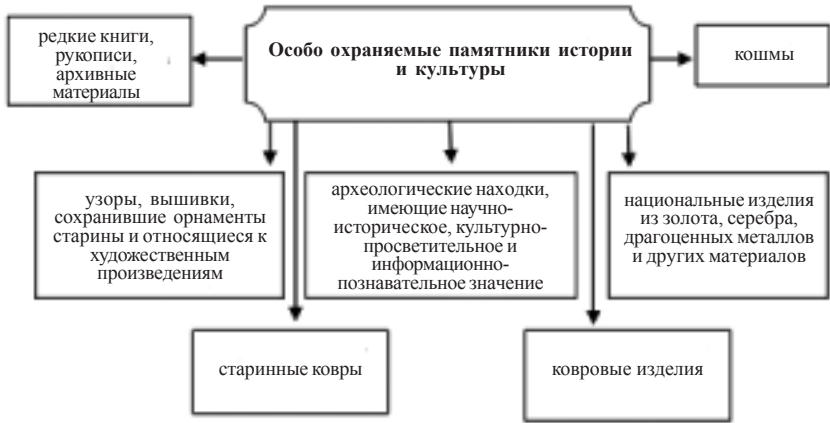 Особо охраняемые памятники истории
и культуры
редкие книги,
рукописи,
архивные
материалы
кошмы
узоры, вышивки,
сохранившие орнаменты
старины и относящиеся к
художественным
произведениям
археологические находки,
имеющие научно-
историческое, культурно-
просветительное и
информационно-
познавательное значение
национальные изделия
из золота, серебра,
драгоценных металлов
и других материалов
старинные ковры
ковровые изделия